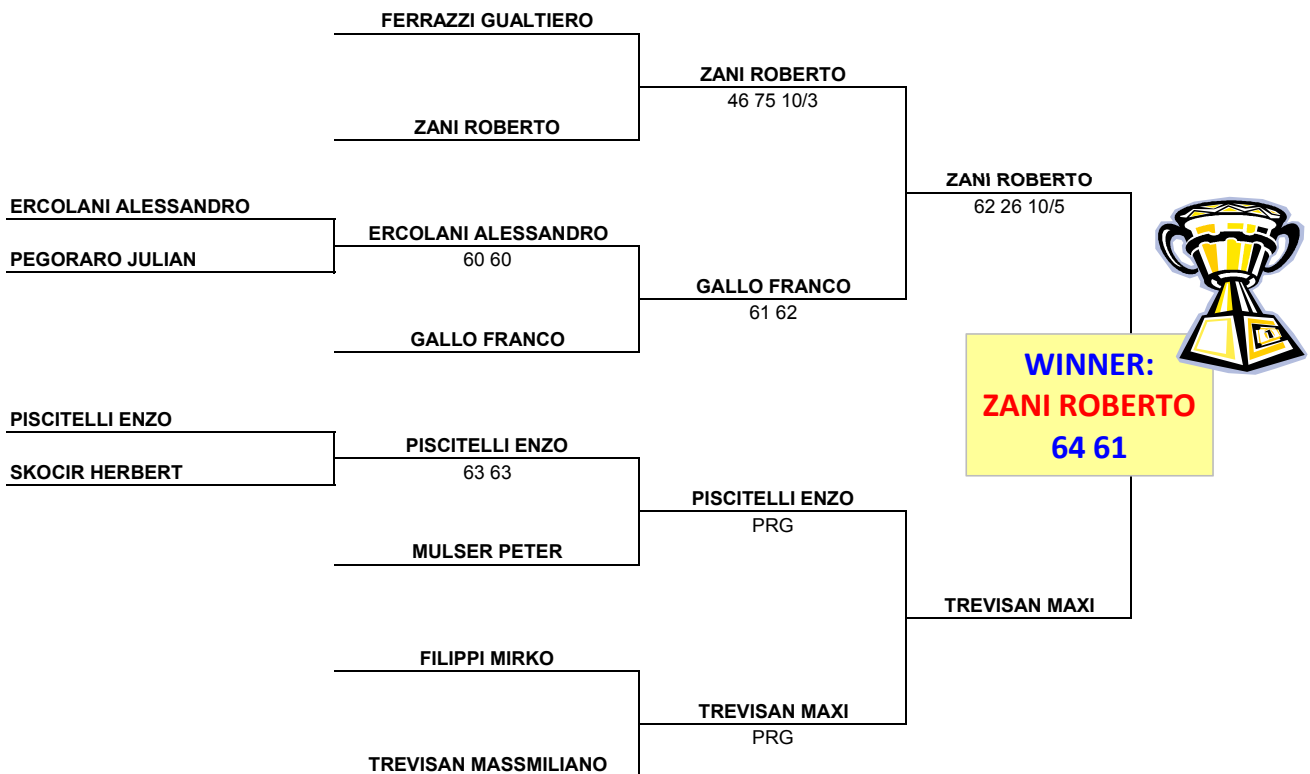 FERRAZZI GUALTIERO
ZANI ROBERTO
46 75 10/3
ZANI ROBERTO
ZANI ROBERTO
62 26 10/5
ERCOLANI ALESSANDRO
ERCOLANI ALESSANDRO
60 60
PEGORARO JULIAN
GALLO FRANCO
61 62
GALLO FRANCO
WINNER:
ZANI ROBERTO
64 61
1
PISCITELLI ENZO
PISCITELLI ENZO
63 63
SKOCIR HERBERT
PISCITELLI ENZO
PRG
MULSER PETER
TREVISAN MAXI
FILIPPI MIRKO
TREVISAN MAXI
PRG
TREVISAN MASSMILIANO